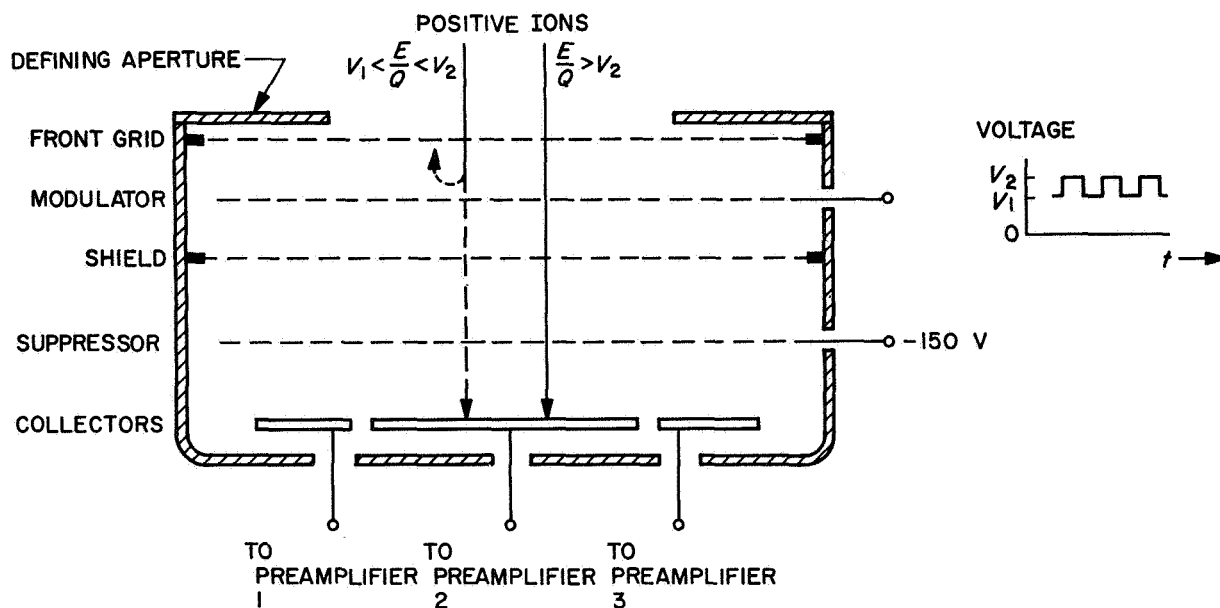 POSITIVE IONS
DEFINING APERTURE
V1 < E/Q < V2
E/Q > V2
FRONT GRID
MODULATOR
SHIELD
SUPPRESSOR
-150 V
COLLECTORS
TO
PREAMPLIFIER
1
TO
PREAMPLIFIER
2
TO
PREAMPLIFIER
3
VOLTAGE
V2
V1
0
t